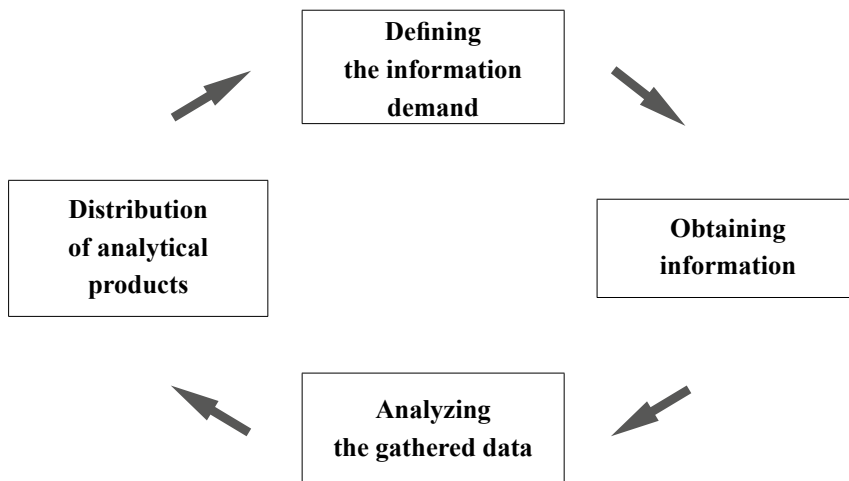 Defining
the information
demand
Distribution
of analytical
products
Obtaining
information
Analyzing
the gathered data